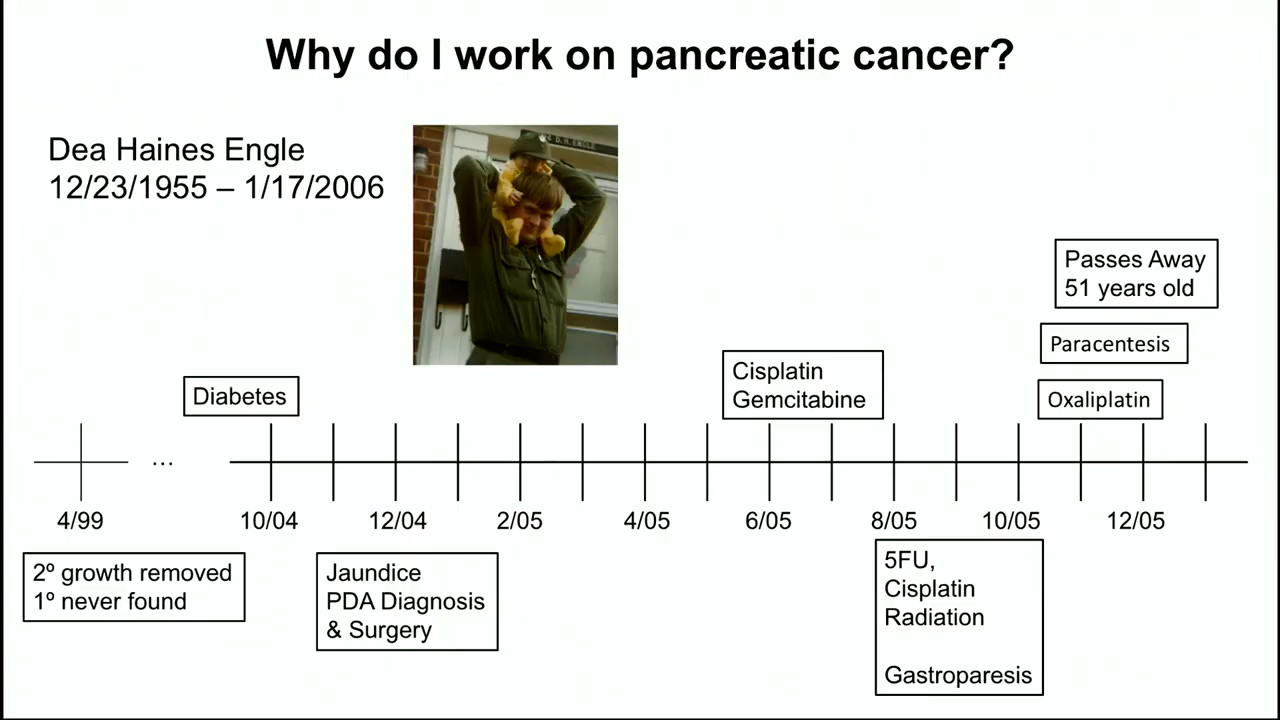 Why do I work on pancreatic cancer?
Dea Haines Engle
12/23/1955 – 1/17/2006
D.H.ENGLE
Passes Away
51 years old
Paracentesis
Oxaliplatin
Cisplatin
Gemcitabine
Diabetes
...
4/99
10/04
12/04
2/05
4/05
6/05
8/05
10/05
12/05
2º growth removed
1º never found
Jaundice
PDA Diagnosis
& Surgery
5FU,
Cisplatin
Radiation
Gastroparesis